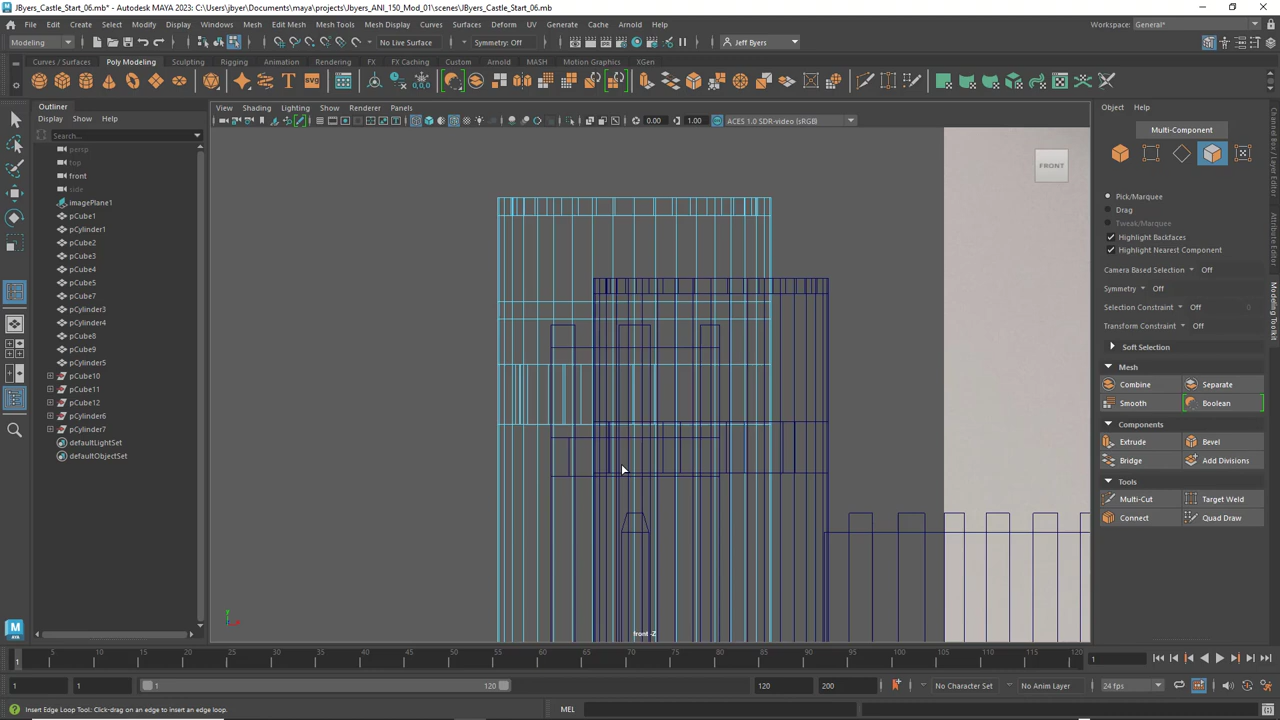 JByers_Castle_Start_06.mb* - Autodesk MAYA 2023: C:\Users\jbyer\Documents\maya\projects\Jbyers_ANI_150_Mod_01\scenes\JByers_Castle_Start_06.mb
File Edit Create Select Modify Display Windows Mesh Edit Mesh Mesh Tools Mesh Display Curves Surfaces Deform UV Generate Cache Arnold Help Workspace: General*
Modeling No Live Surface Symmetry: Off Jeff Byers
Curves / Surfaces Poly Modeling Sculpting Rigging Animation Rendering FX FX Caching Custom Arnold MASH Motion Graphics XGen
Outliner
Display Show Help
Search...
persp
top
front
side
imagePlane1
pCube1
pCylinder1
pCube2
pCube3
pCube4
pCube5
pCube7
pCylinder3
pCylinder4
pCube8
pCube9
pCylinder5
pCube10
pCube11
pCube12
pCylinder6
pCylinder7
defaultLightSet
defaultObjectSet
View Shading Lighting Show Renderer Panels
0.00 1.00 ACES 1.0 SDR-video (sRGB)
FRONT
front -Z
Object Help
Multi-Component
Pick/Marquee
Drag
Tweak/Marquee
Highlight Backfaces
Highlight Nearest Component
Camera Based Selection Off
Symmetry Off
Selection Constraint Off
Transform Constraint Off
Soft Selection
Mesh
Combine Separate
Smooth Boolean
Components
Extrude Bevel
Bridge Add Divisions
Tools
Multi-Cut Target Weld
Connect Quad Draw
Channel Box / Layer Editor
Attribute Editor
Modeling Toolkit
1 5 10 15 20 25 30 35 40 45 50 55 60 65 70 75 80 85 90 95 100 105 110 115 120 1
1 1 1 120 120 200 No Character Set No Anim Layer 24 fps
Insert Edge Loop Tool: Click-drag on an edge to insert an edge loop. MEL